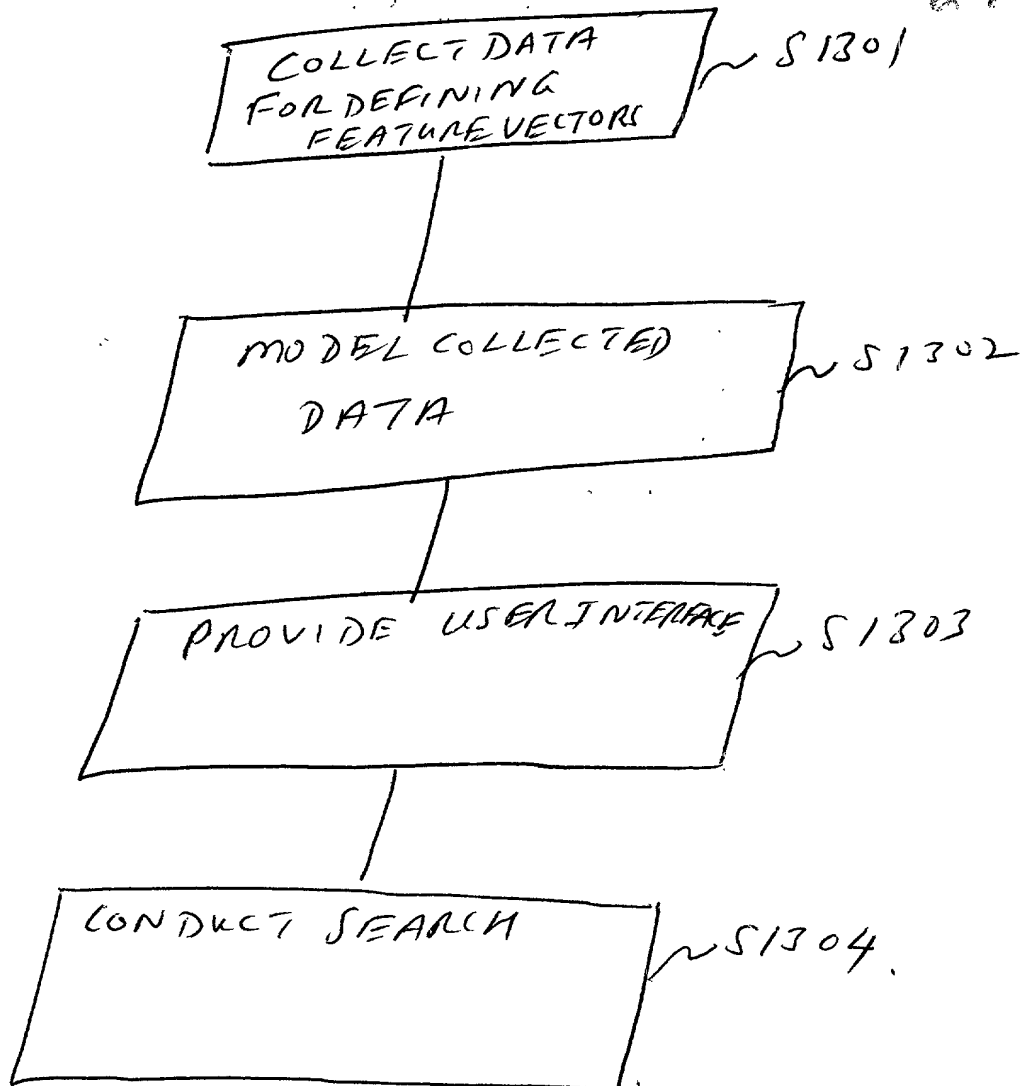 COLLECT DATA
FOR DEFINING
FEATURE VECTORS
S1301
MODEL COLLECTED
DATA
S1302
PROVIDE USER INTERFACE
S1303
CONDUCT SEARCH
S1304.